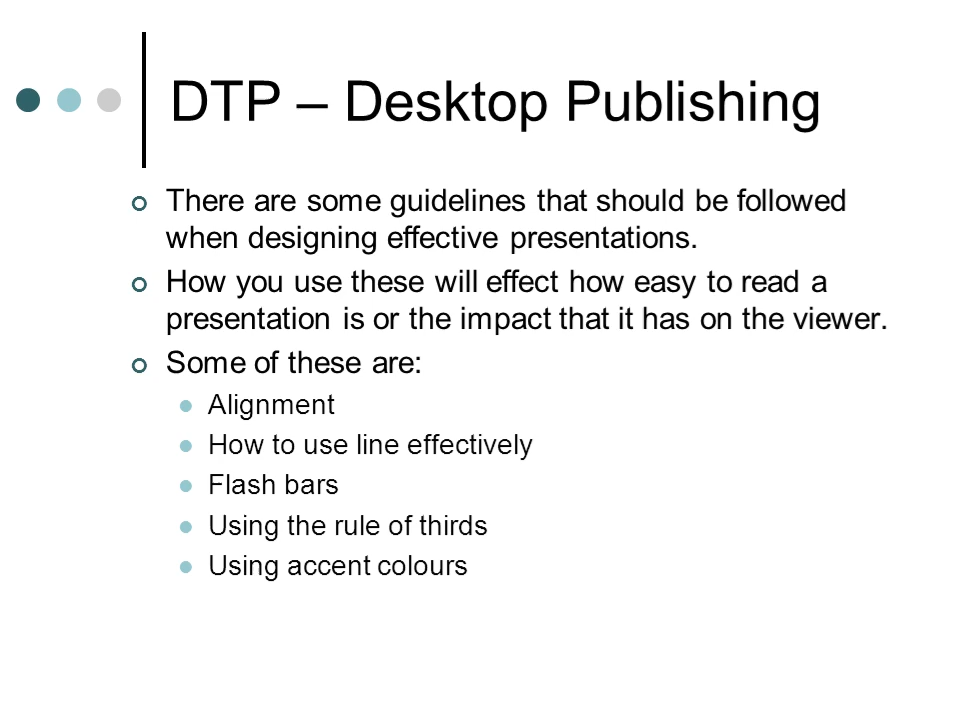 DTP – Desktop Publishing
There are some guidelines that should be followed
when designing effective presentations.
How you use these will effect how easy to read a
presentation is or the impact that it has on the viewer.
Some of these are:
Alignment
How to use line effectively
Flash bars
Using the rule of thirds
Using accent colours